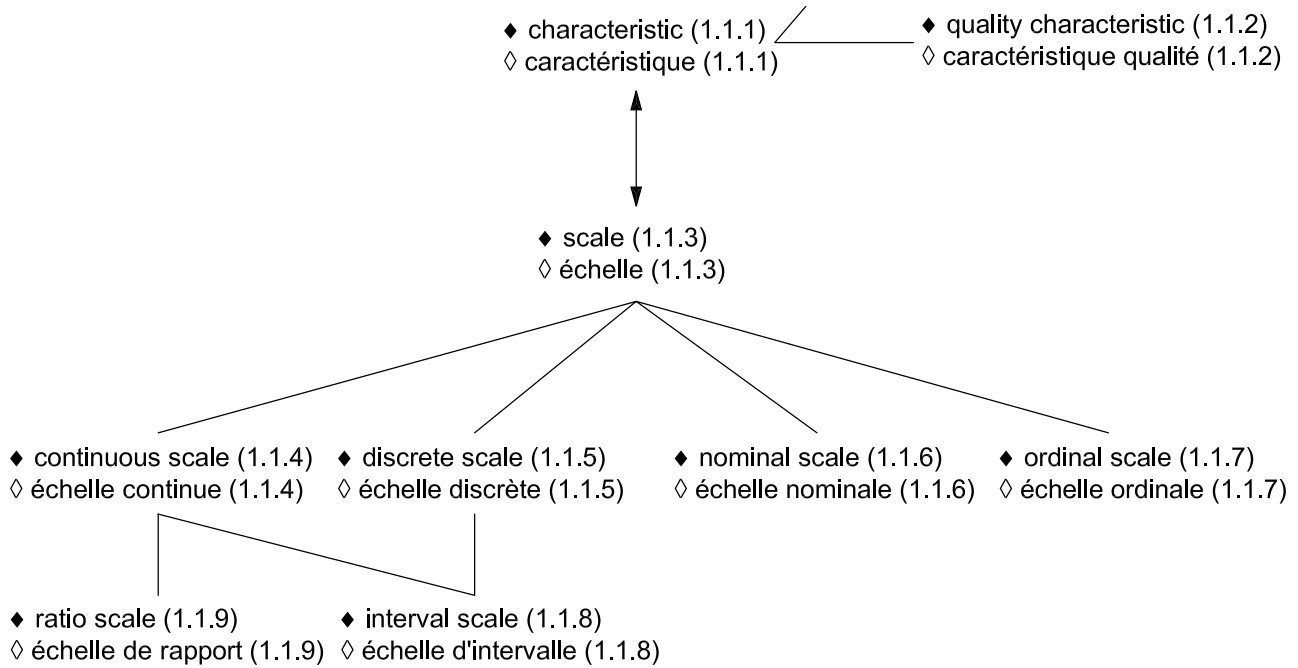 ♦ characteristic (1.1.1)
◊ caractéristique (1.1.1)
♦ quality characteristic (1.1.2)
◊ caractéristique qualité (1.1.2)
♦ scale (1.1.3)
◊ échelle (1.1.3)
♦ continuous scale (1.1.4)
◊ échelle continue (1.1.4)
♦ discrete scale (1.1.5)
◊ échelle discrète (1.1.5)
♦ nominal scale (1.1.6)
◊ échelle nominale (1.1.6)
♦ ordinal scale (1.1.7)
◊ échelle ordinale (1.1.7)
♦ ratio scale (1.1.9)
◊ échelle de rapport (1.1.9)
♦ interval scale (1.1.8)
◊ échelle d'intervalle (1.1.8)